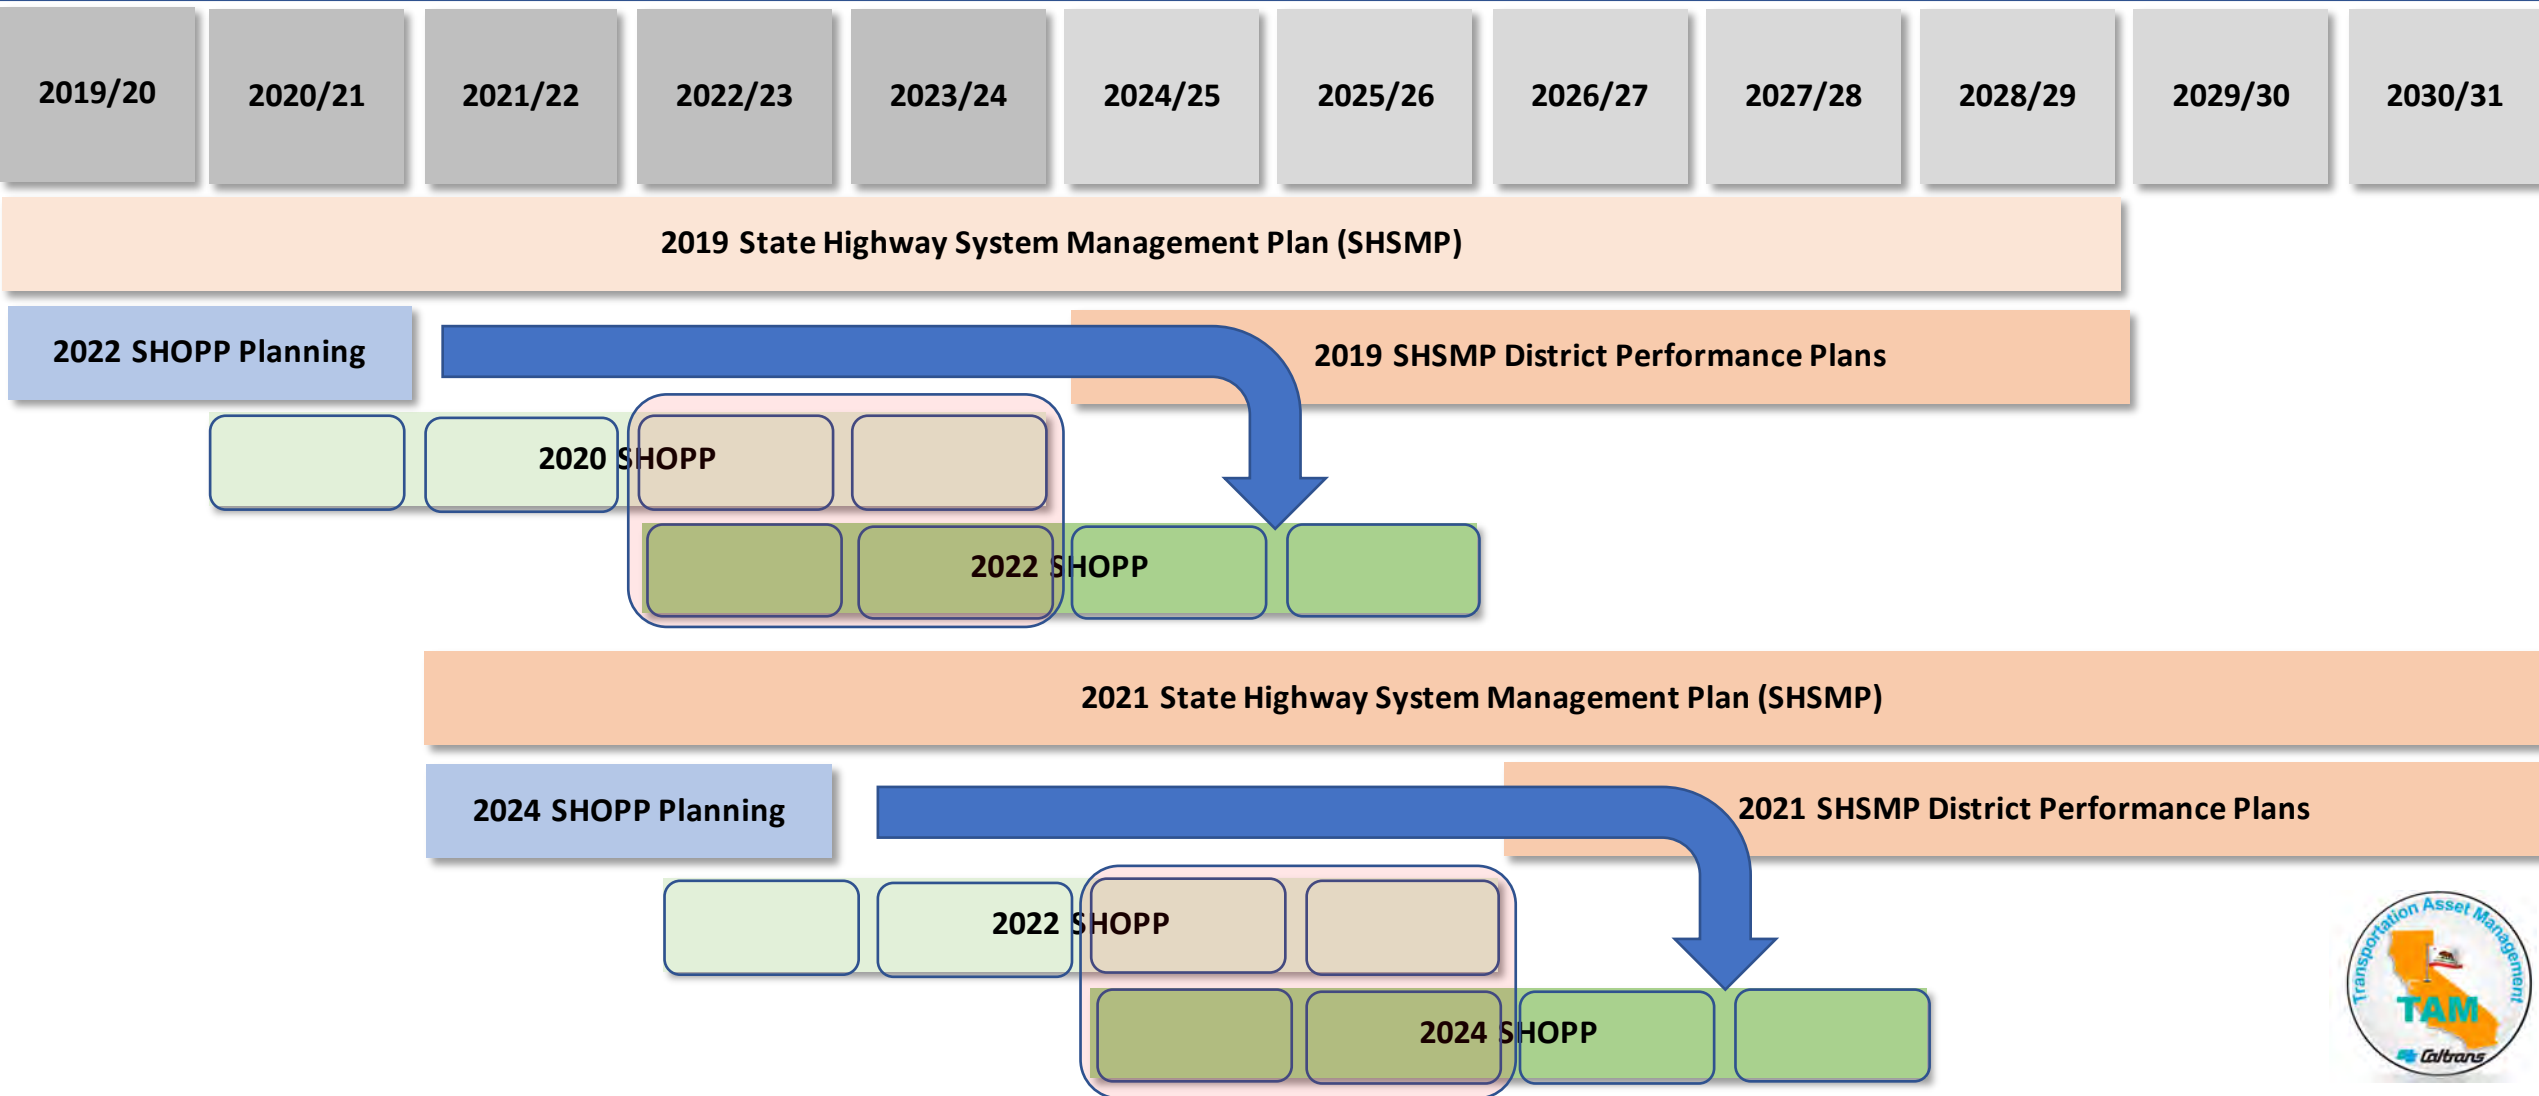 2019/20 2020/21 2021/22 2022/23 2023/24 2024/25 2025/26 2026/27 2027/28 2028/29 2029/30 2030/31
2019 State Highway System Management Plan (SHSMP)
2022 SHOPP Planning
2019 SHSMP District Performance Plans
2020 SHOPP
2022 SHOPP
2021 State Highway System Management Plan (SHSMP)
2024 SHOPP Planning
2021 SHSMP District Performance Plans
2022 SHOPP
2024 SHOPP
Transportation Asset Management
TAM
Caltrans